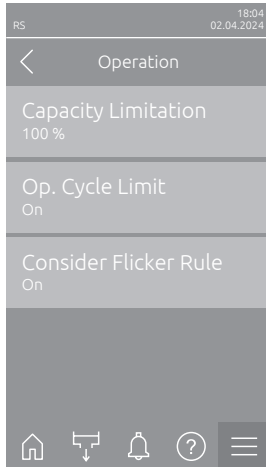 18:04
RS
02.04.2024
Operation
Capacity Limitation
100 %
Op. Cycle Limit
On
Consider Flicker Rule
On
?